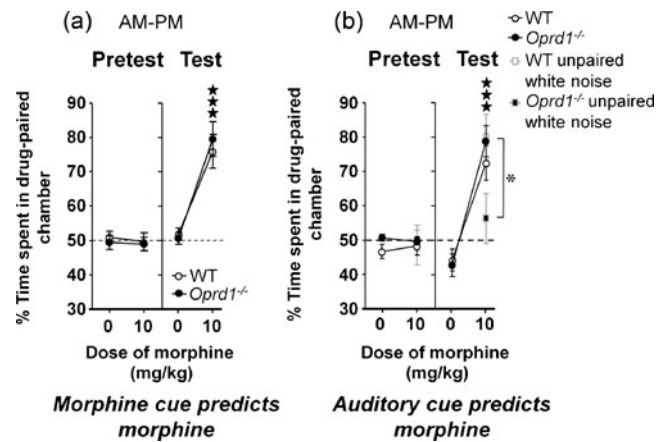 (a) AM-PM
Pretest Test
★★★
90
80
70
60
50
40
30
% Time spent in drug-paired
chamber
WT
Oprd1-/-
0 10 0 10
Dose of morphine
(mg/kg)
Morphine cue predicts
morphine
(b) AM-PM
WT
Oprd1-/-
WT unpaired
white noise
Oprd1-/- unpaired
white noise
Pretest Test
★★★
*
90
80
70
60
50
40
30
% Time spent in drug-paired
chamber
0 10 0 10
Dose of morphine
(mg/kg)
Auditory cue predicts
morphine